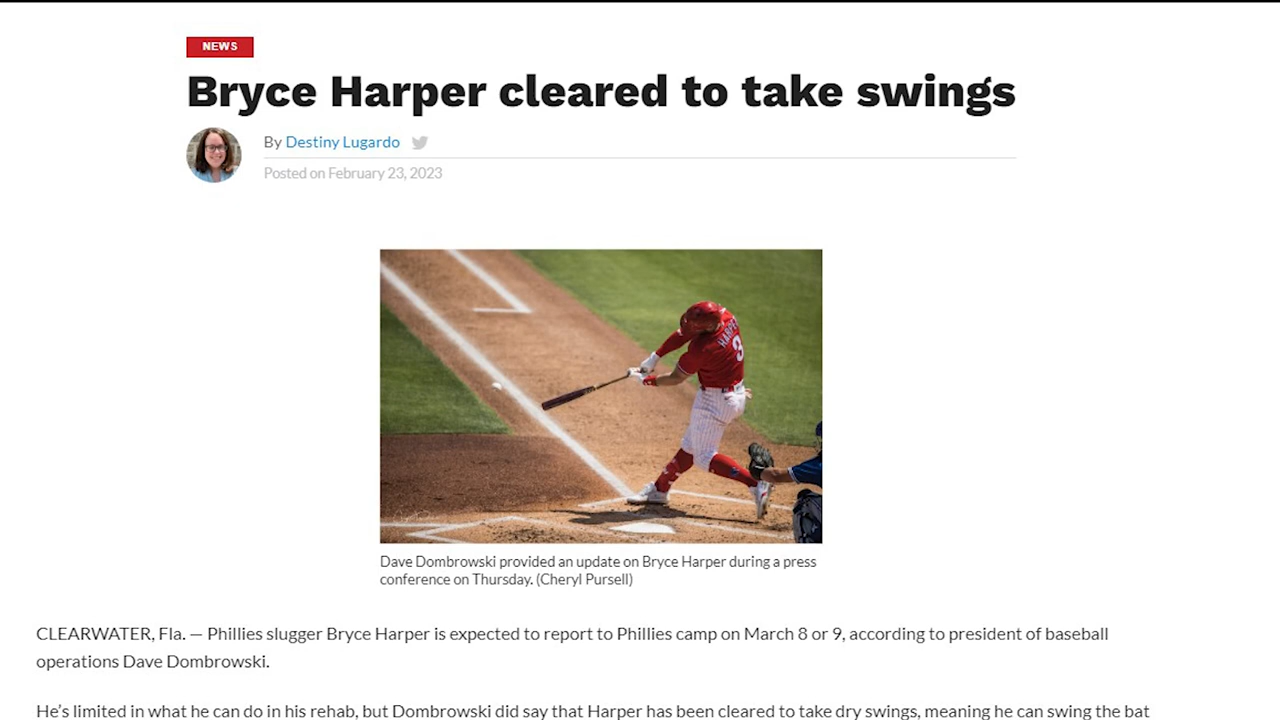 NEWS
Bryce Harper cleared to take swings
By Destiny Lugardo
Posted on February 23, 2023
HARPER
3
Dave Dombrowski provided an update on Bryce Harper during a press
conference on Thursday. (Cheryl Pursell)
CLEARWATER, Fla. — Phillies slugger Bryce Harper is expected to report to Phillies camp on March 8 or 9, according to president of baseball
operations Dave Dombrowski.
He's limited in what he can do in his rehab, but Dombrowski did say that Harper has been cleared to take dry swings, meaning he can swing the bat